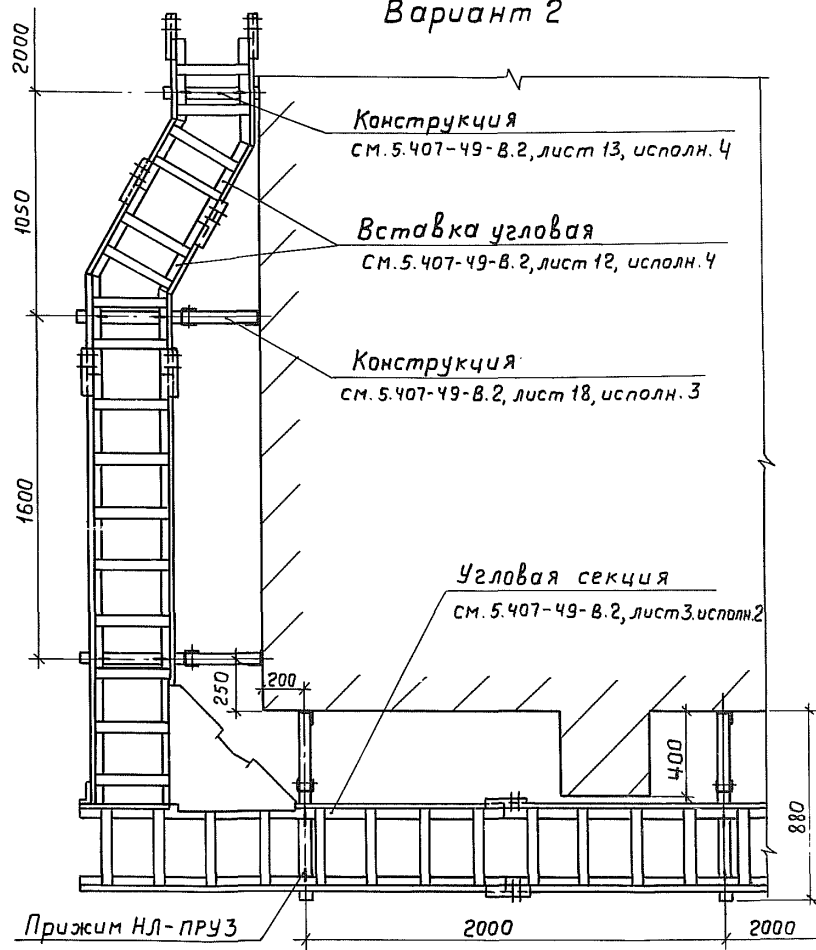 Вариант 2
2000
Конструкция
см. 5.407-49-В.2, лист 13, исполн. 4
1050
Вставка угловая
см. 5.407-49-В.2, лист 12, исполн. 4
Конструкция
см. 5.407-49-В.2, лист 18, исполн. 3
1600
Угловая секция
см. 5.407-49-В.2, лист 3. исполн. 2
250
200
400
880
Прижим НЛ-ПРУ3
2000
2000